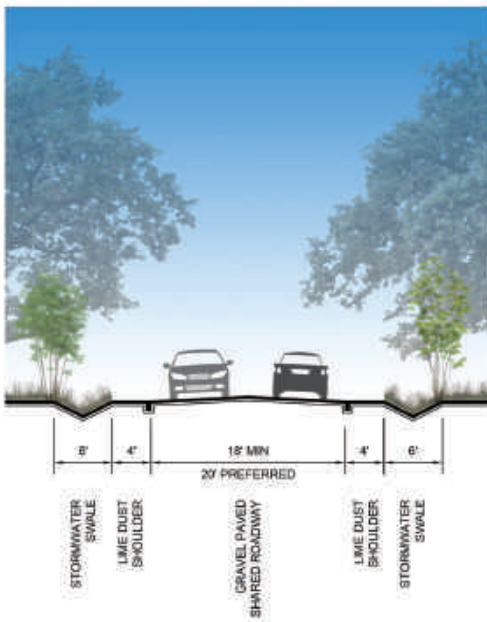 6'
4'
18' MIN
4'
6'
20' PREFERRED
STORMWATER
SWALE
LIME DUST
SHOULDER
GRAVEL PAVED
SHARED ROADWAY
LIME DUST
SHOULDER
STORMWATER
SWALE